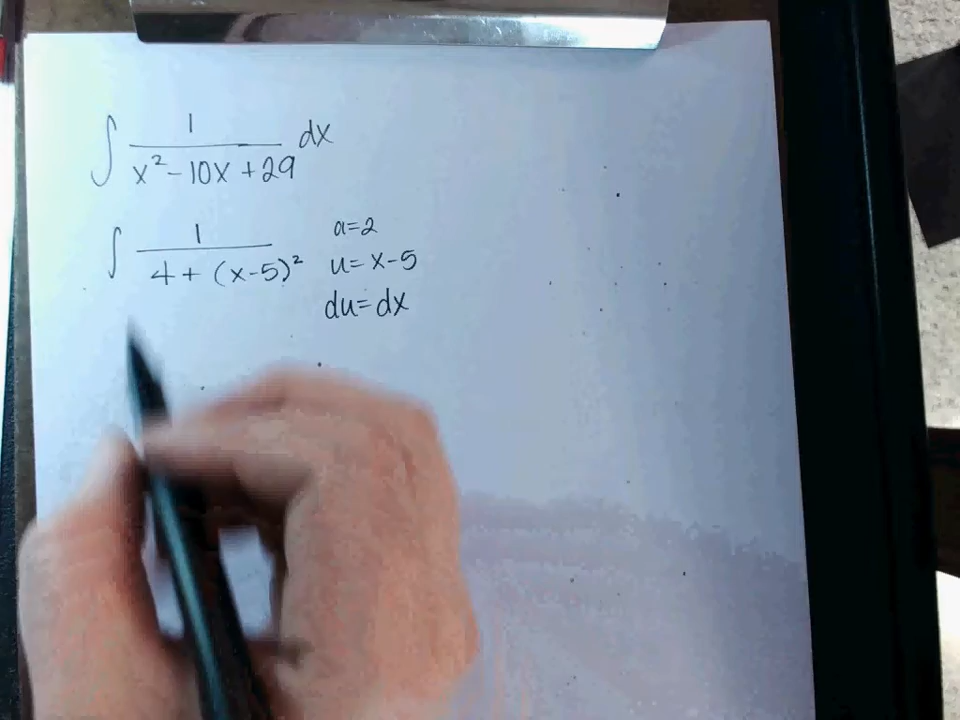 ∫ 1/(x² - 10x + 29) dx
∫ 1/(4 + (x-5)²)
a=2
u=x-5
du=dx